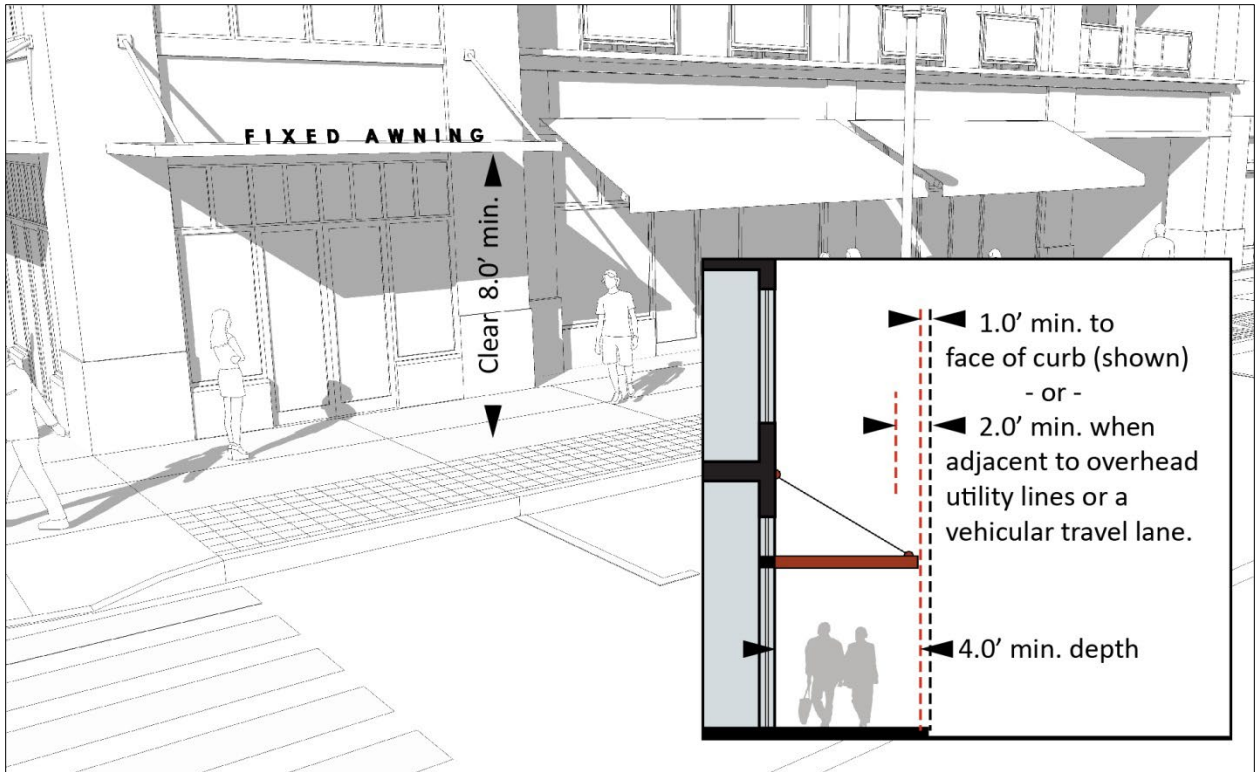 FIXED AWNING
Clear 8.0’ min.
1.0’ min. to
face of curb (shown)
- or -
2.0’ min. when
adjacent to overhead
utility lines or a
vehicular travel lane.
4.0’ min. depth